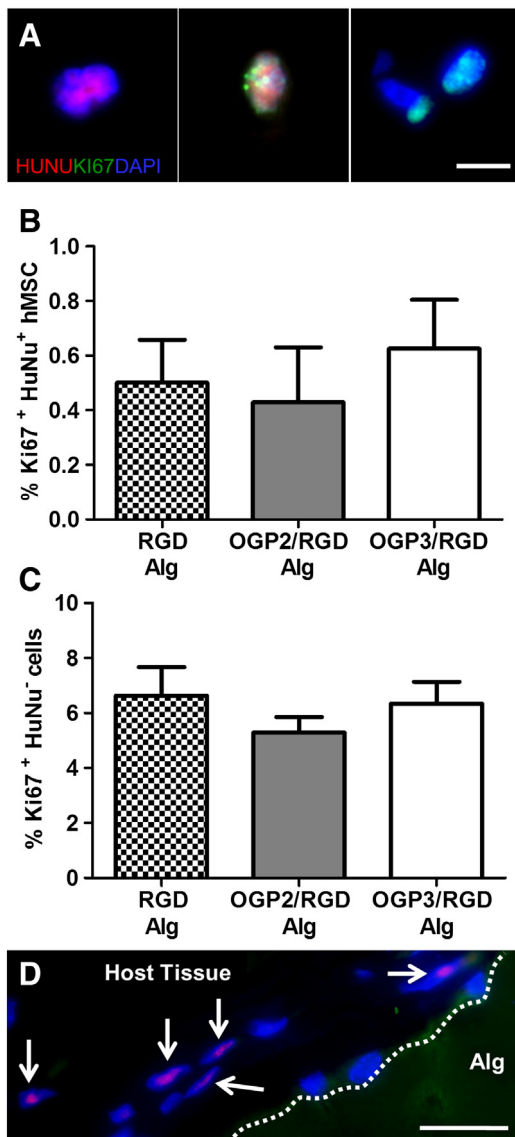 A
HUNUKI67DAPI
B
% Ki67 + HuNu+ hMSC
1.0
0.8
0.6
0.4
0.2
0.0
RGD
Alg
OGP2/RGD
Alg
OGP3/RGD
Alg
C
% Ki67 + HuNu- cells
10
8
6
4
2
0
RGD
Alg
OGP2/RGD
Alg
OGP3/RGD
Alg
D
Host Tissue
Alg